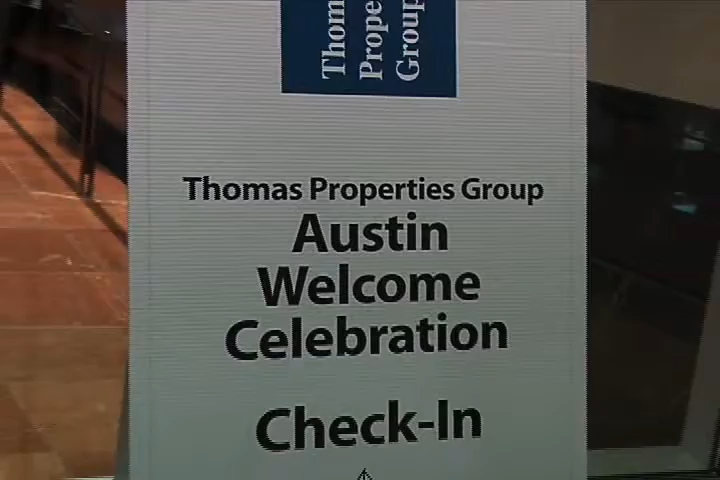 Thomas
Properties
Group
Thomas Properties Group
Austin
Welcome
Celebration
Check-In